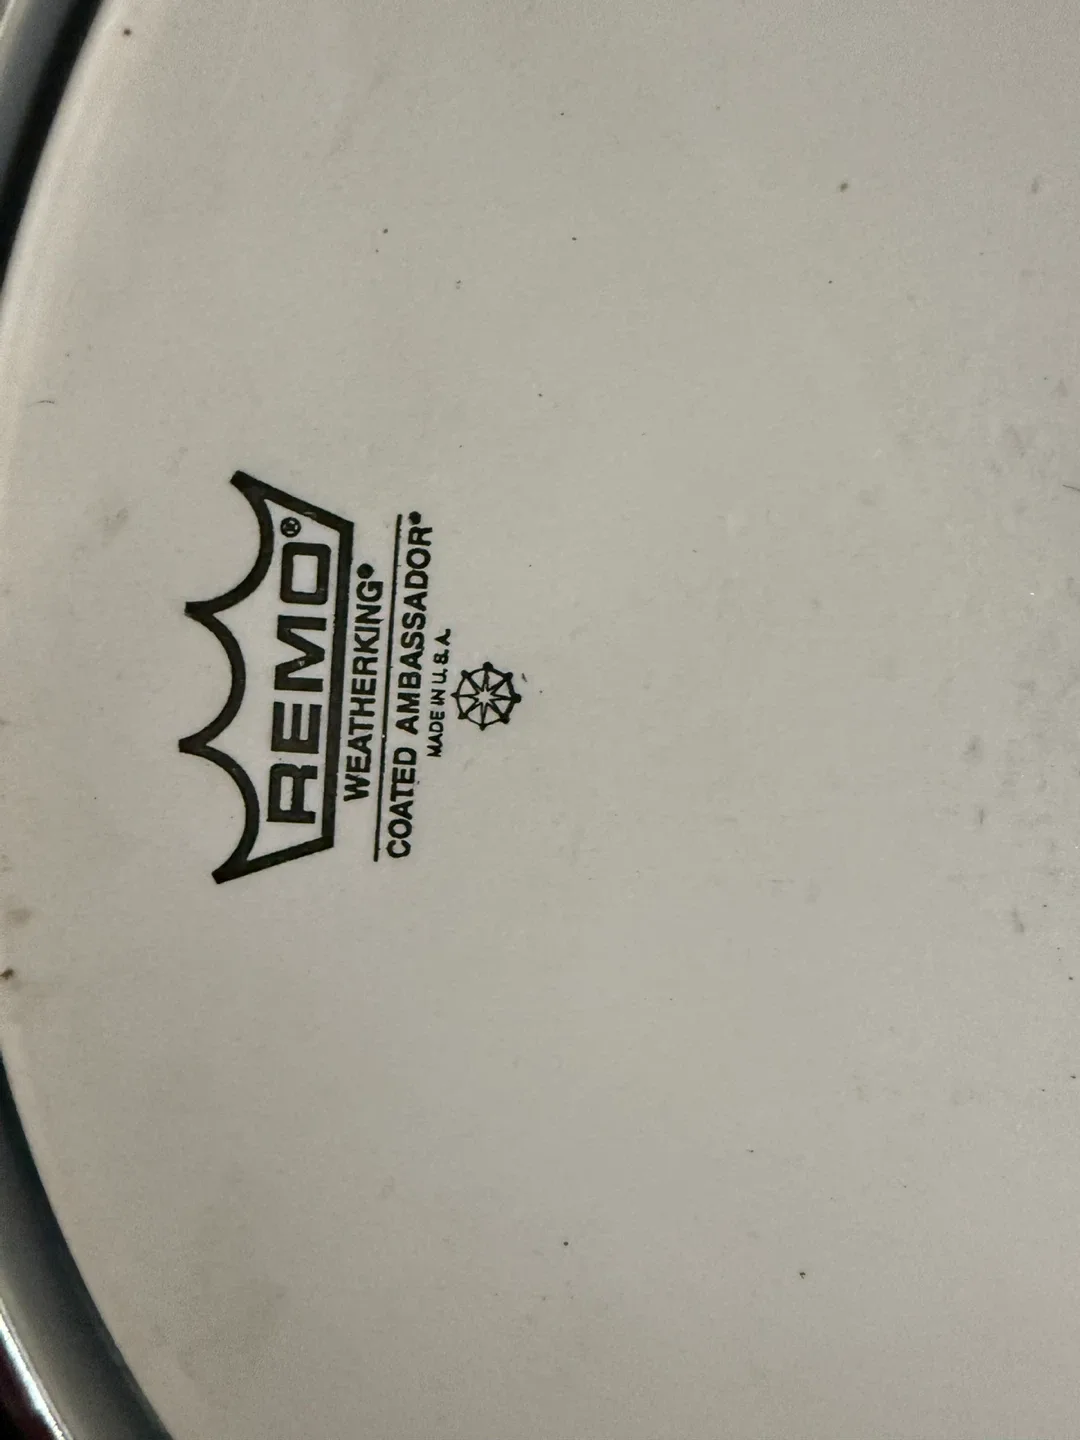 REMO®
WEATHERKING®
COATED AMBASSADOR®
MADE IN U.S.A.